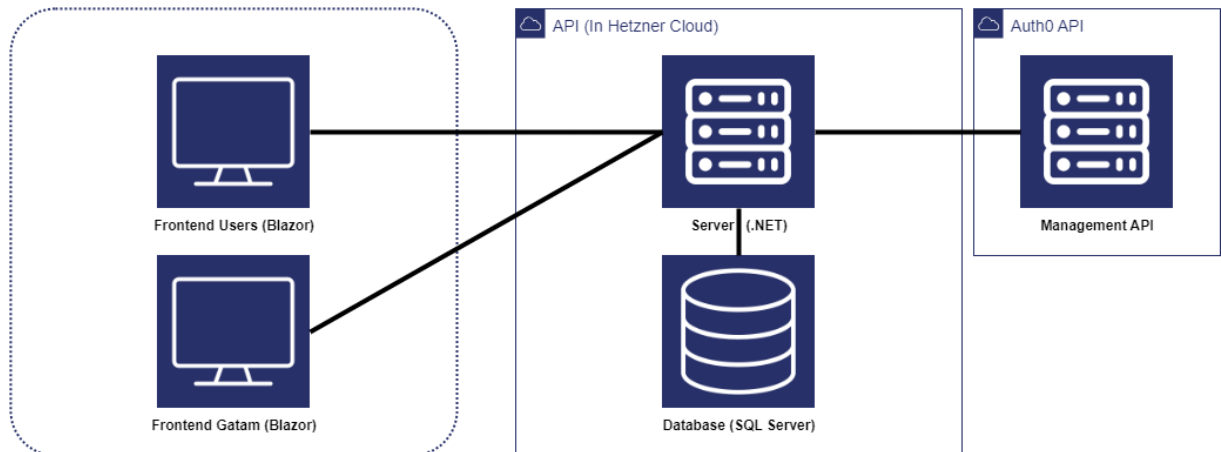 API (In Hetzner Cloud)
Auth0 API
Frontend Users (Blazor)
Server (.NET)
Management API
Frontend Gatam (Blazor)
Database (SQL Server)